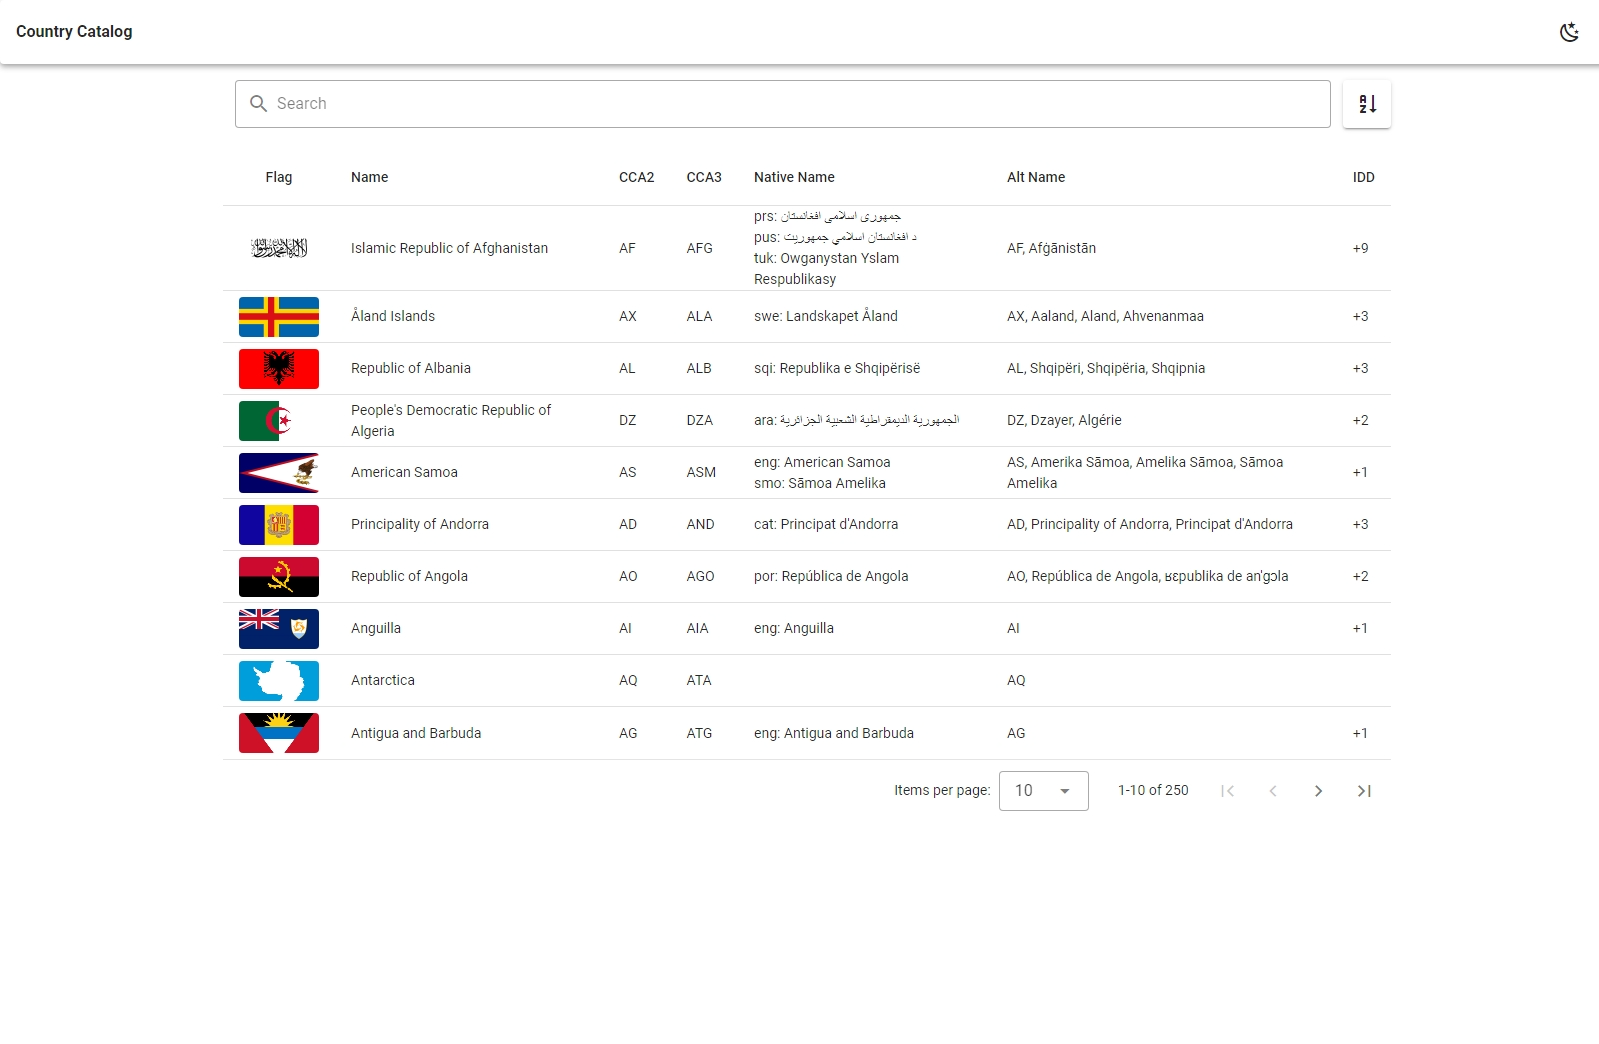 Country Catalog
Search
A
Z
Flag Name CCA2 CCA3 Native Name Alt Name IDD
Islamic Republic of Afghanistan AF AFG
prs: جمهوری اسلامی افغانستان
pus: د افغانستان اسلامي جمهوريت
tuk: Owganystan Yslam
Respublikasy
AF, Afġānistān +9
Åland Islands AX ALA swe: Landskapet Åland AX, Aaland, Aland, Ahvenanmaa +3
Republic of Albania AL ALB sqi: Republika e Shqipërisë AL, Shqipëri, Shqipëria, Shqipnia +3
People's Democratic Republic of
Algeria
DZ DZA ara: الجمهورية الديمقراطية الشعبية الجزائرية DZ, Dzayer, Algérie +2
American Samoa AS ASM
eng: American Samoa
smo: Sāmoa Amelika
AS, Amerika Sāmoa, Amelika Sāmoa, Sāmoa
Amelika
+1
Principality of Andorra AD AND cat: Principat d'Andorra AD, Principality of Andorra, Principat d'Andorra +3
Republic of Angola AO AGO por: República de Angola AO, República de Angola, ʁɛpublika de an'ɡɔla +2
Anguilla AI AIA eng: Anguilla AI +1
Antarctica AQ ATA AQ
Antigua and Barbuda AG ATG eng: Antigua and Barbuda AG +1
Items per page: 10 1-10 of 250